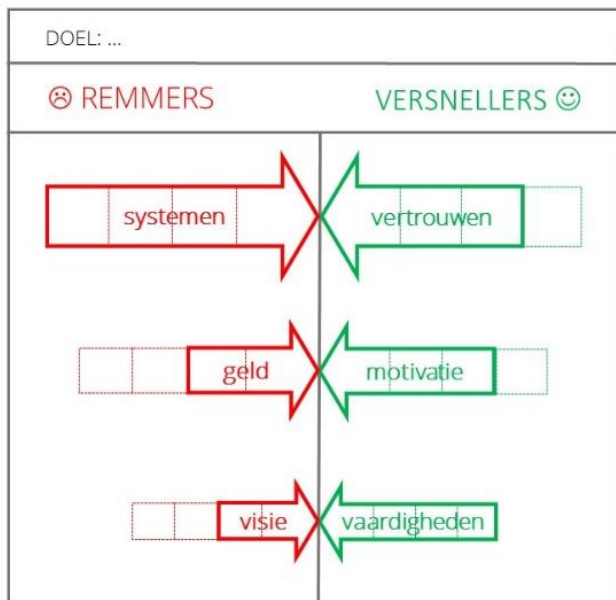 DOEL: ...
☹ REMMERS
VERSNELLERS ☺
systemen
vertrouwen
geld
motivatie
visie
vaardigheden